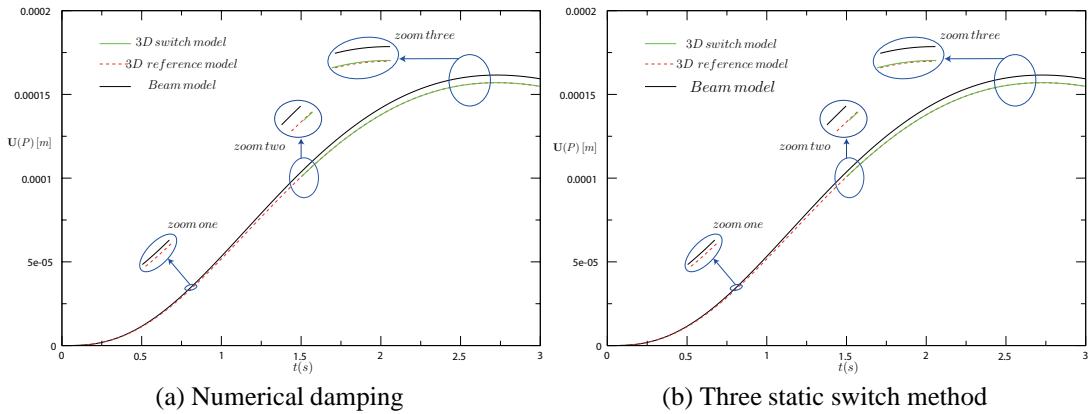 0.0002
3D switch model
3D reference model
Beam model
zoom three
0.00015
U(P) [m]
zoom two
0.0001
zoom one
5e-05
0
0 0.5 1 1.5 2 2.5 3
t(s)
(a) Numerical damping
0.0002
3D switch model
3D reference model
Beam model
zoom three
0.00015
U(P) [m]
zoom two
0.0001
zoom one
5e-05
0
0 0.5 1 1.5 2 2.5 3
t(s)
(b) Three static switch method